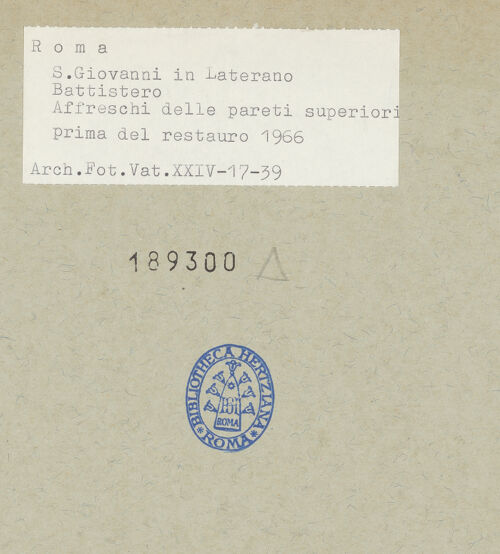 Roma
S.Giovanni in Laterano
Battistero
Affreschi delle pareti superiori
prima del restauro 1966
Arch.Fot.Vat.XXIV-17-39
189300
BIBLIOTHECA HERTZIANA
ROMA
* ROMA *